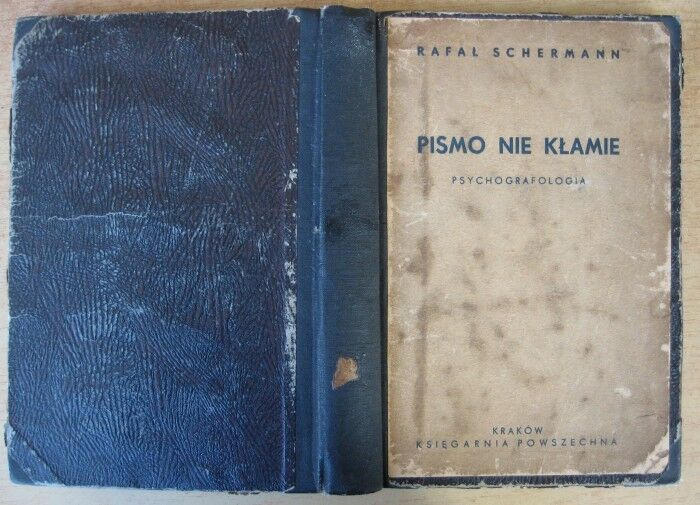 RAFAŁ SCHERMANN
PISMO NIE KŁAMIE
PSYCHOGRAFOLOGIA
KRAKÓW
KSIĘGARNIA POWSZECHNA